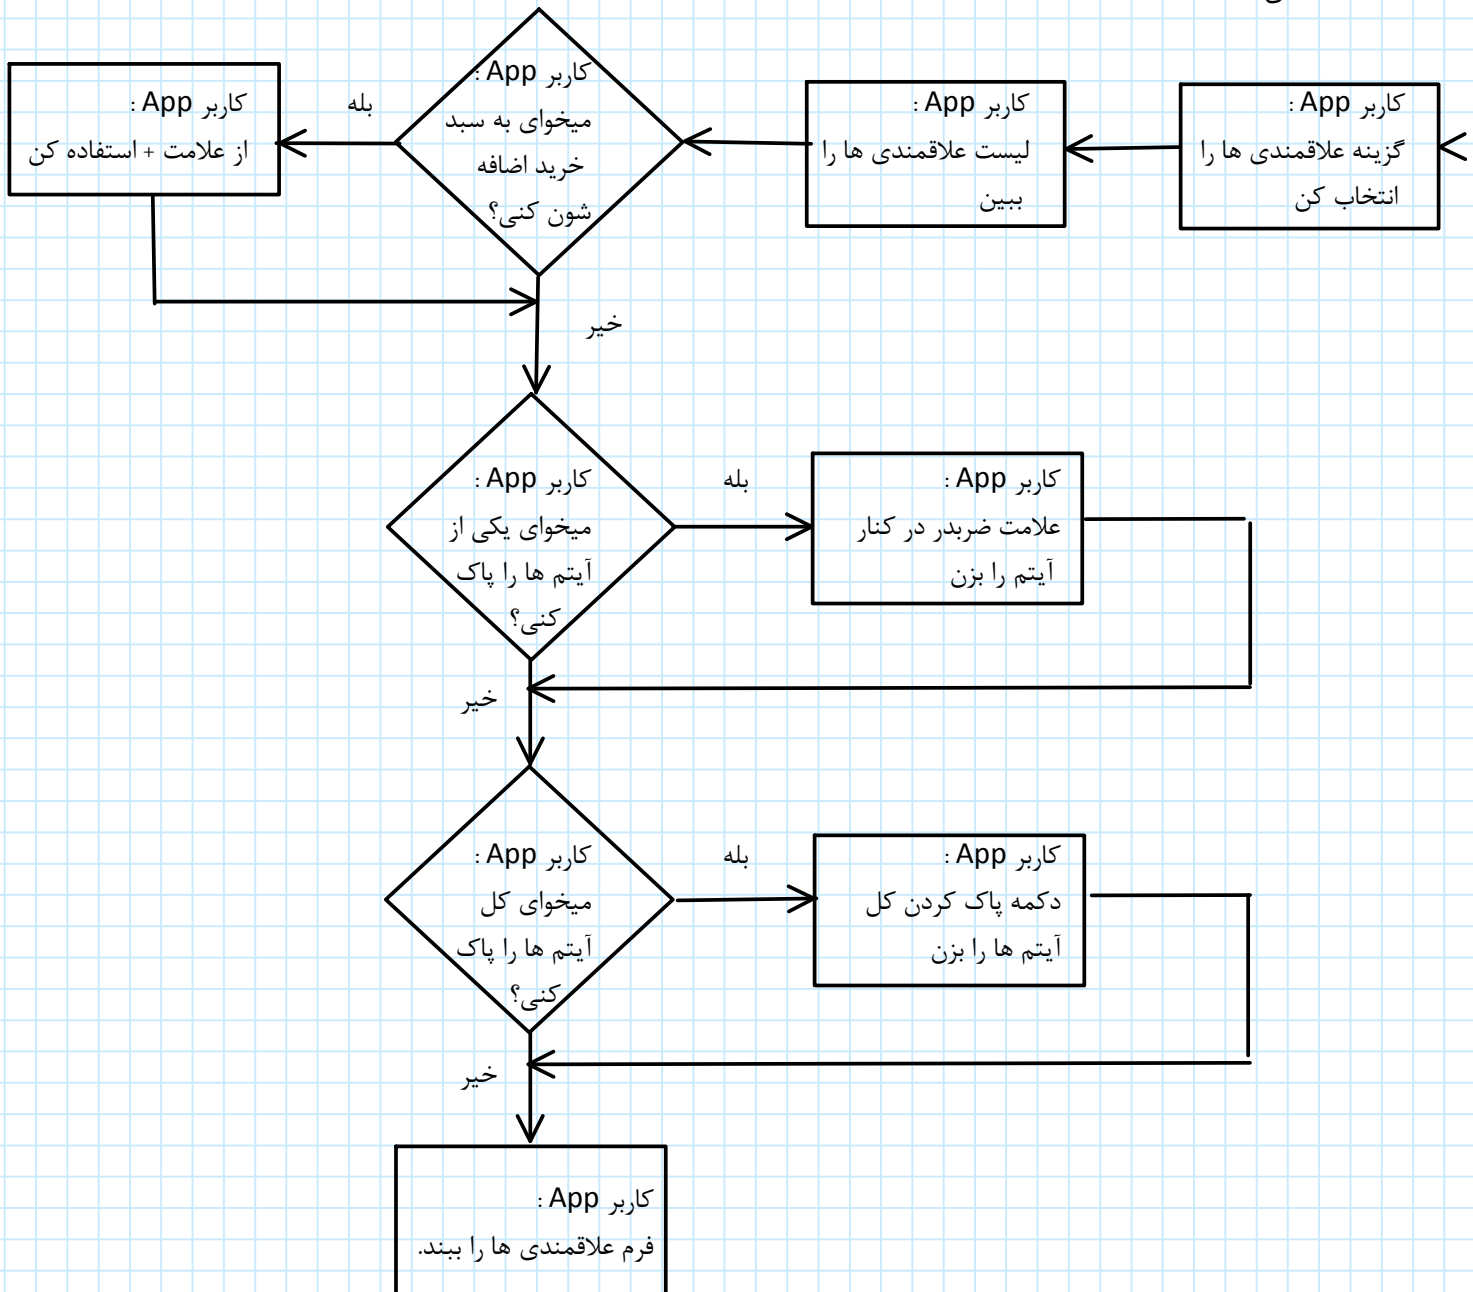 کاربر App :
گزینه علاقمندی ها را
انتخاب کن
کاربر App :
لیست علاقمندی ها را
ببین
کاربر App :
میخوای به سبد
خرید اضافه
شون کنی؟
بله
کاربر App :
از علامت + استفاده کن
خیر
کاربر App :
میخوای یکی از
آیتم ها را پاک
کنی؟
بله
کاربر App :
علامت ضربدر در کنار
آیتم را بزن
خیر
کاربر App :
میخوای کل
آیتم ها را پاک
کنی؟
بله
کاربر App :
دکمه پاک کردن کل
آیتم ها را بزن
خیر
کاربر App :
فرم علاقمندی ها را ببند.